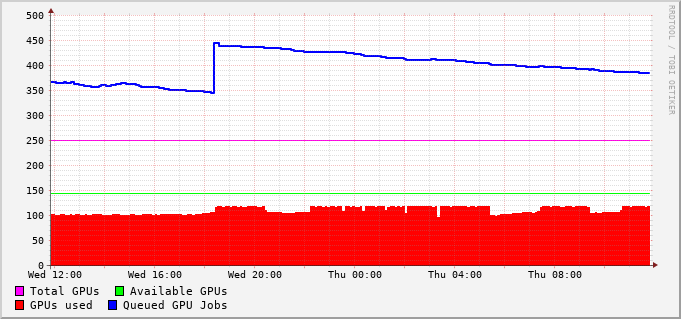 RRDTOOL / TOBI OETIKER
500
450
400
350
300
250
200
150
100
50
0
Wed 12:00 Wed 16:00 Wed 20:00 Thu 00:00 Thu 04:00 Thu 08:00
Total GPUs Available GPUs
GPUs used Queued GPU Jobs